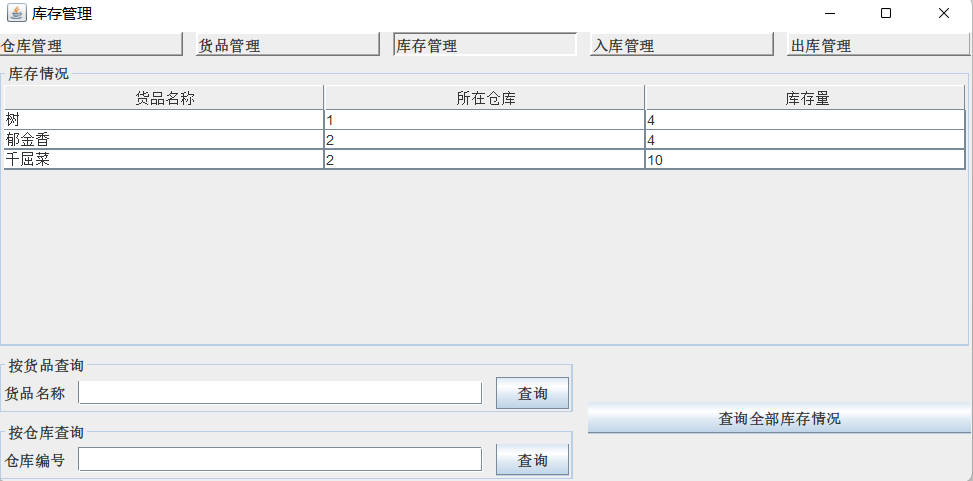 库存管理
仓库管理 货品管理 库存管理 入库管理 出库管理
库存情况
货品名称 所在仓库 库存量
树 1 4
郁金香 2 4
千屈菜 2 10
按货品查询
货品名称 查询
查询全部库存情况
按仓库查询
仓库编号 查询